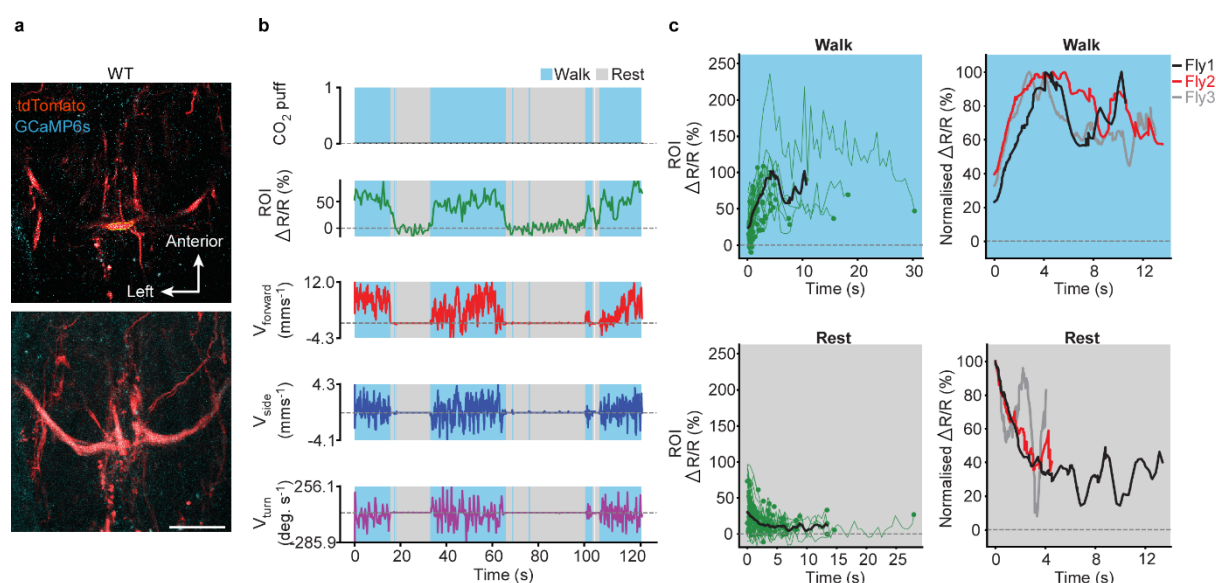 a
WT
tdTomato
GCaMP6s
Anterior
Left
b
Walk Rest
CO2 puff
1
0
ROI
ΔR/R (%)
50
0
Vforward
(mms-1)
12.0
-4.3
Vside
(mms-1)
4.3
-4.1
Vturn
(deg. s-1)
256.1
-285.9
0 20 40 60 80 100 120
Time (s)
c
Walk
ROI
ΔR/R (%)
250
200
150
100
50
0
0 10 20 30
Time (s)
Walk
Normalised ΔR/R (%)
100
80
60
40
20
0
0 4 8 12
Time (s)
Fly1
Fly2
Fly3
Rest
ROI
ΔR/R (%)
250
200
150
100
50
0
0 5 10 15 20 25
Time (s)
Rest
Normalised ΔR/R (%)
100
80
60
40
20
0
0 4 8 12
Time (s)